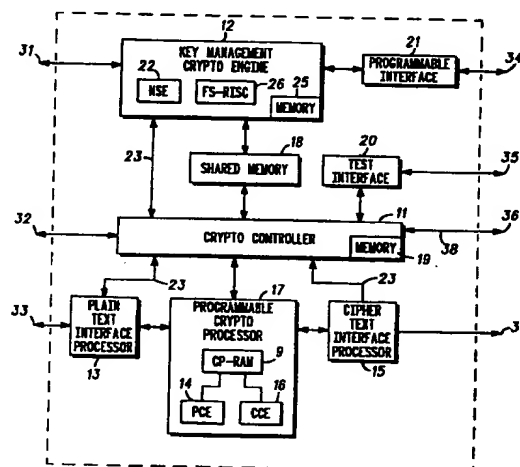 12
31
KEY MANAGEMENT
CRYPTO ENGINE
22
NSE
26
FS-RISC
25
MEMORY
21
PROGRAMMABLE
INTERFACE
34
23
18
SHARED MEMORY
20
TEST
INTERFACE
35
32
11
CRYPTO CONTROLLER
MEMORY
19
36
38
23
17
23
33
PLAIN
TEXT
INTERFACE
PROCESSOR
13
PROGRAMMABLE
CRYPTO
PROCESSOR
CP-RAM
9
14
PCE
16
CCE
CIPHER
TEXT
INTERFACE
PROCESSOR
15
3